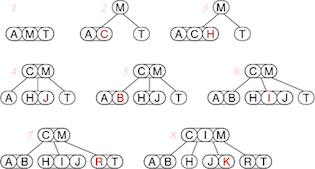 1 2 M 3 M
A M T A C T A C H T
4 C M 5 C M 6 C M
A H J T A B H J T A B H I J T
7 C M 8 C I M
A B H I J R T A B H J K R T